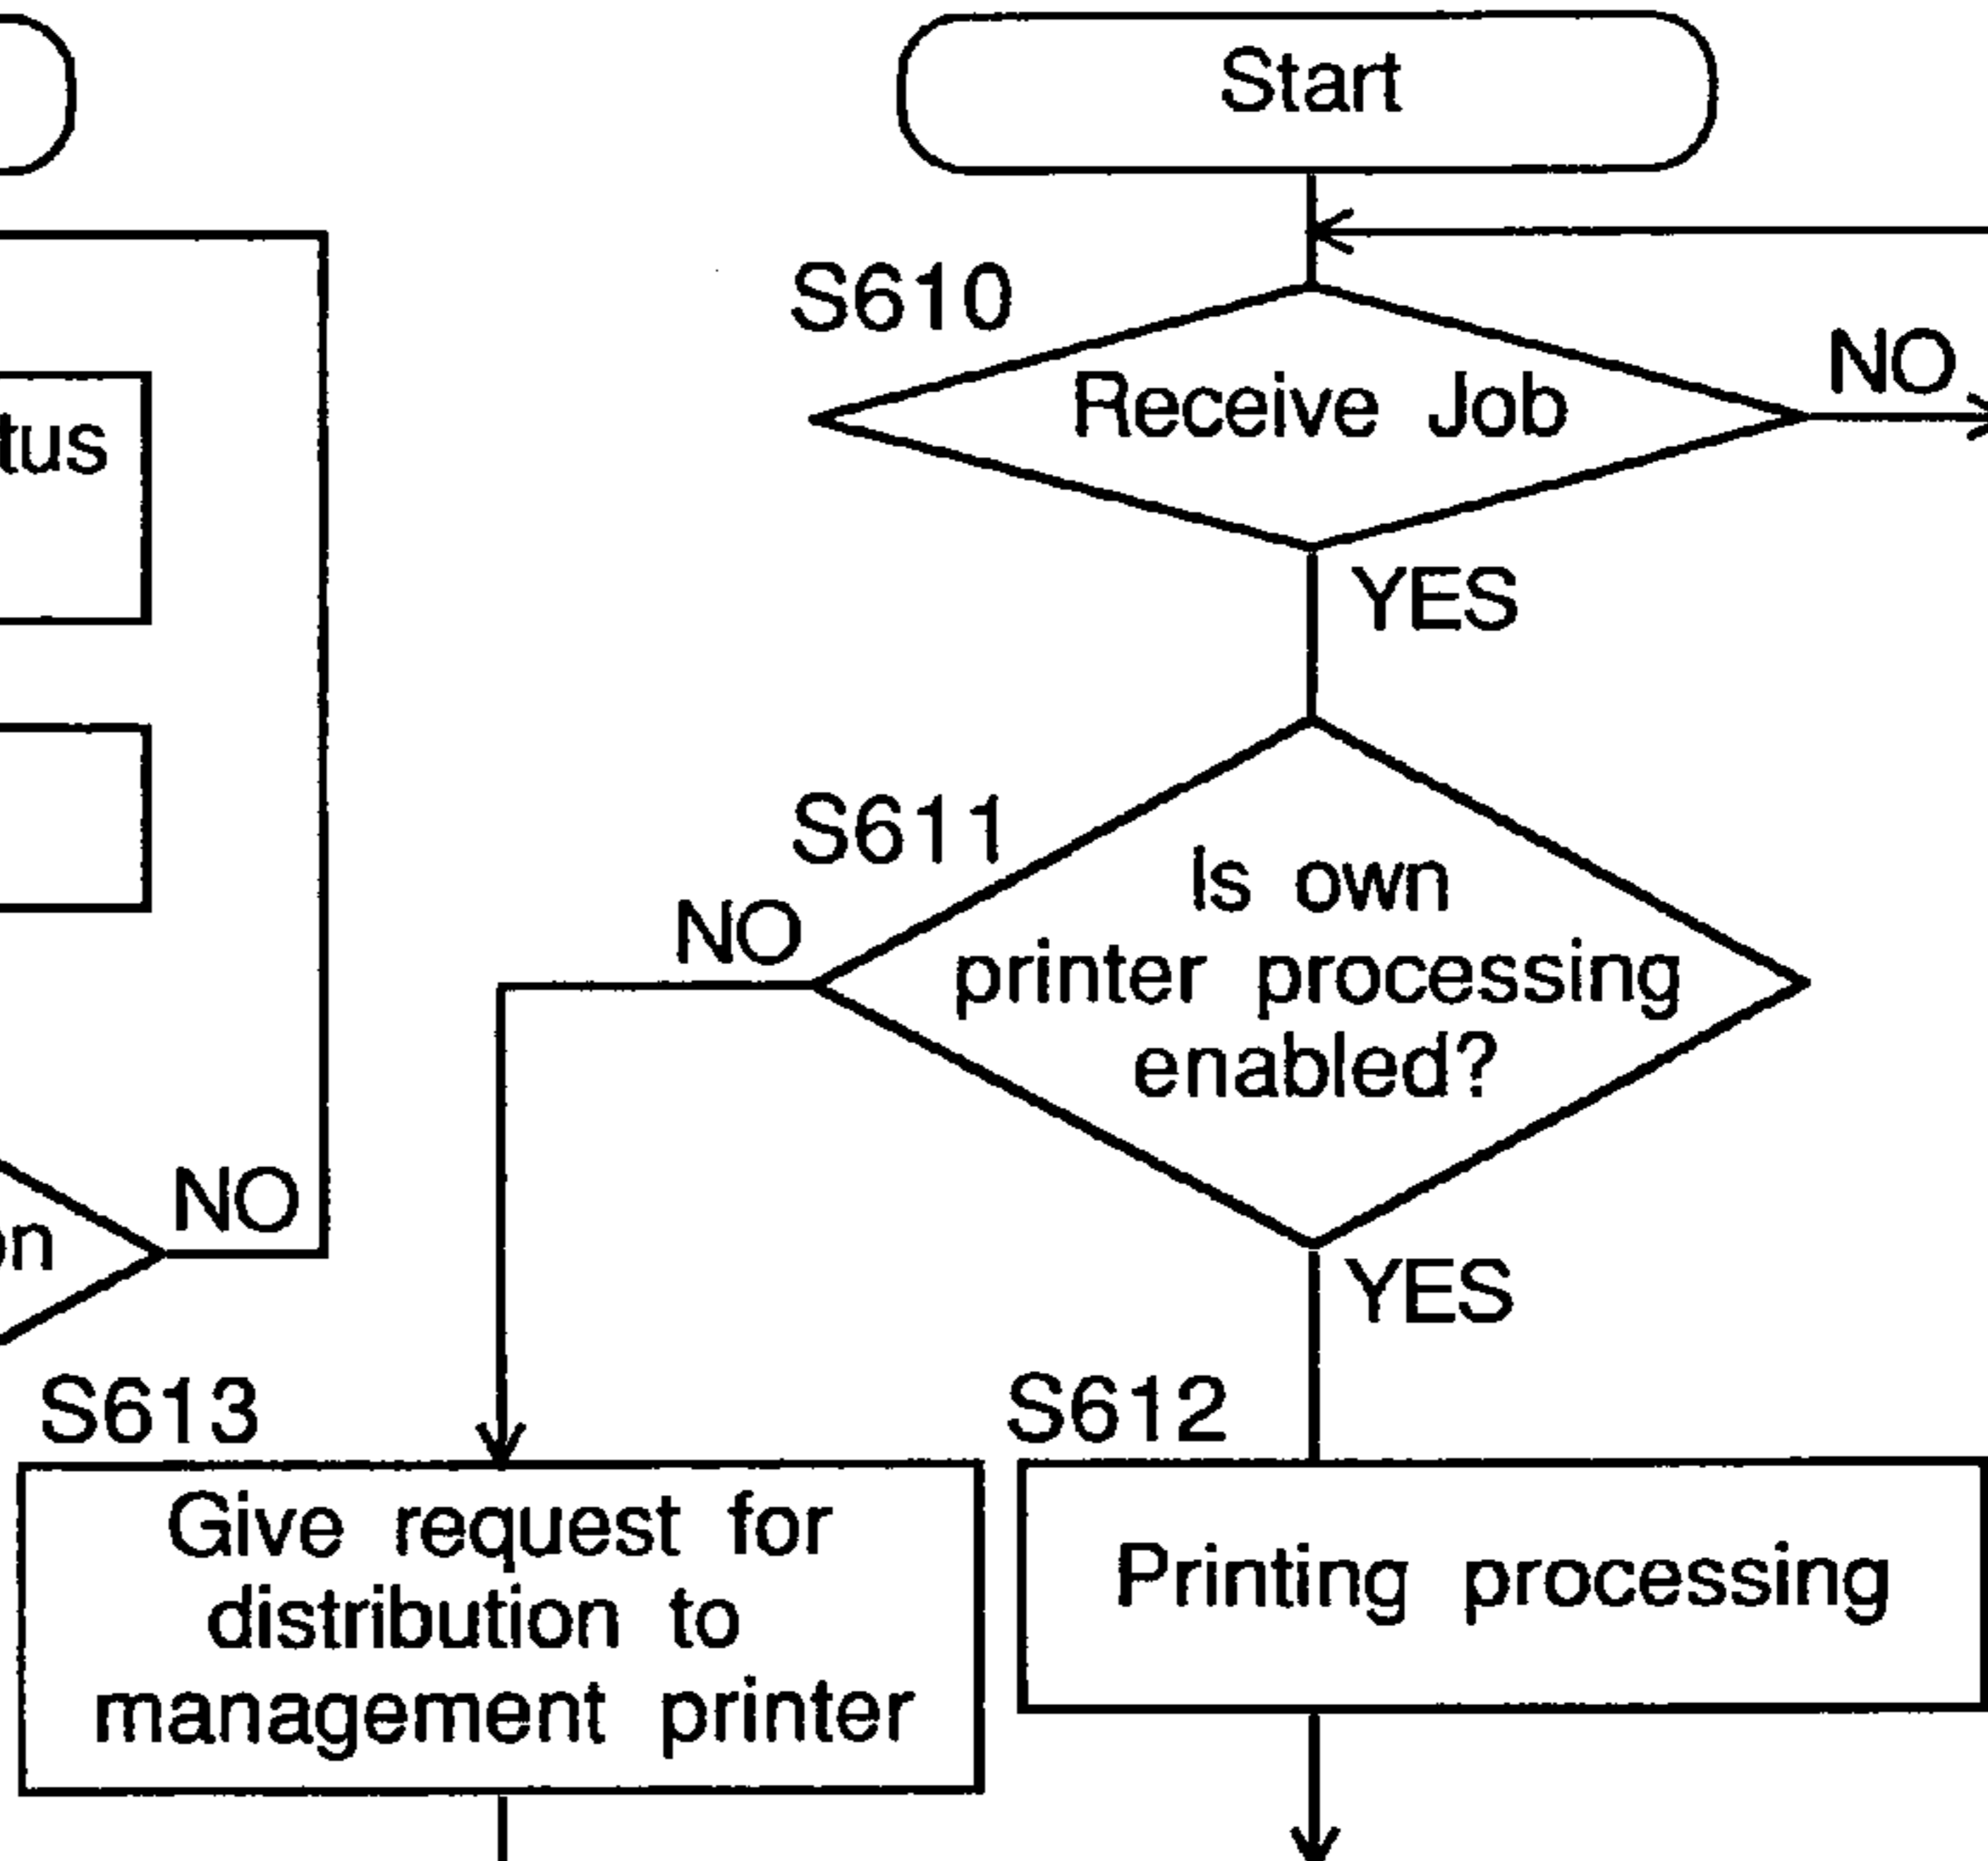 Start
S610
Receive Job
NO
YES
S611
Is own
printer processing
enabled?
NO
YES
NO
S613
Give request for
distribution to
management printer
S612
Printing processing